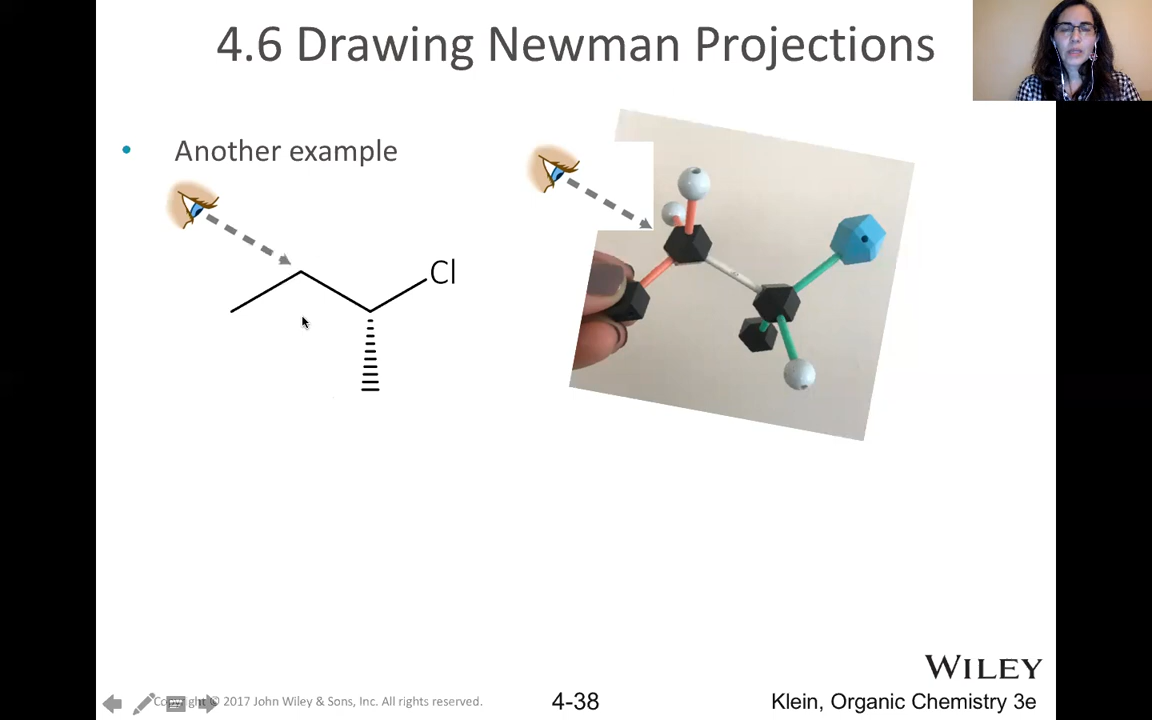 4.6 Drawing Newman Projections
• Another example
Cl
WILEY
Copyright © 2017 John Wiley & Sons, Inc. All rights reserved.
4-38
Klein, Organic Chemistry 3e